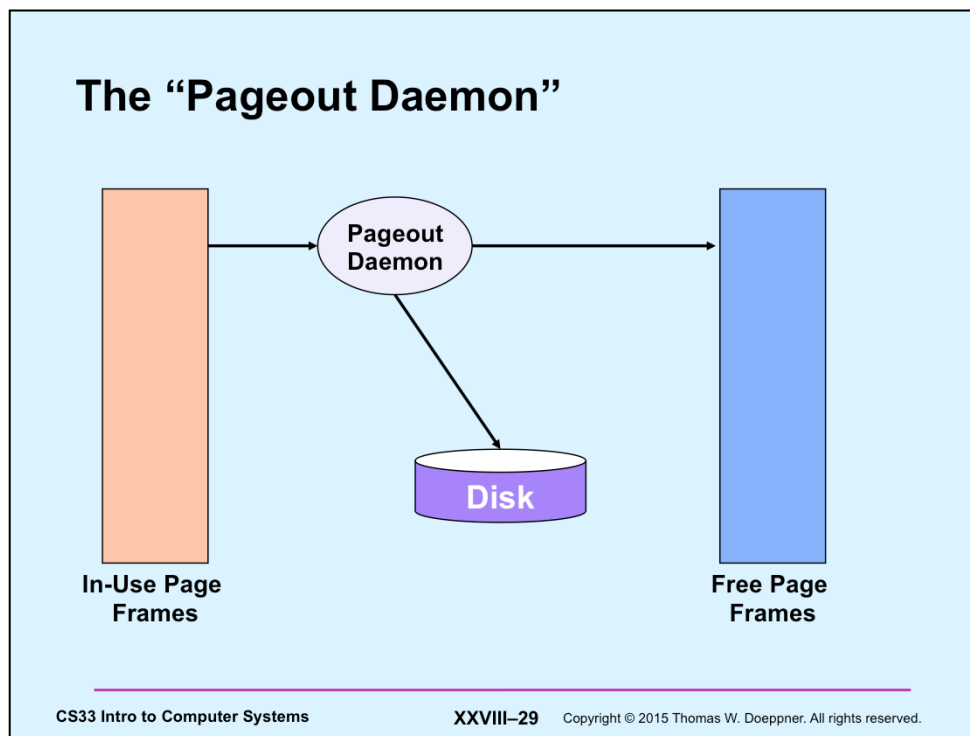 The “Pageout Daemon”
Pageout
Daemon
Disk
In-Use Page
Frames
Free Page
Frames
CS33 Intro to Computer Systems
XXVIII–29
Copyright © 2015 Thomas W. Doeppner. All rights reserved.